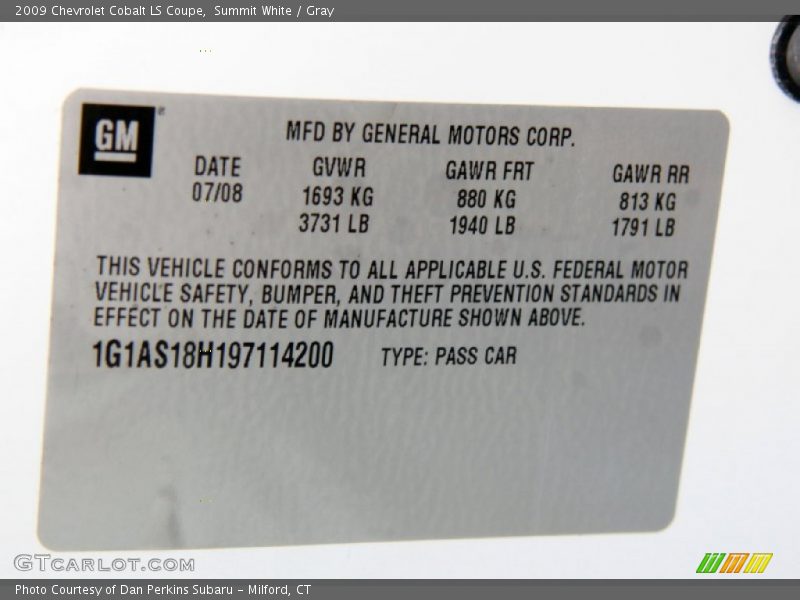 2009 Chevrolet Cobalt LS Coupe,  Summit White / Gray
GM ®
MFD BY GENERAL MOTORS CORP.
DATE GVWR GAWR FRT GAWR RR
07/08 1693 KG 880 KG 813 KG
3731 LB 1940 LB 1791 LB
THIS VEHICLE CONFORMS TO ALL APPLICABLE U.S. FEDERAL MOTOR
VEHICLE SAFETY, BUMPER, AND THEFT PREVENTION STANDARDS IN
EFFECT ON THE DATE OF MANUFACTURE SHOWN ABOVE.
1G1AS18H197114200 TYPE: PASS CAR
GTCARLOT.COM
Photo Courtesy of Dan Perkins Subaru - Milford, CT